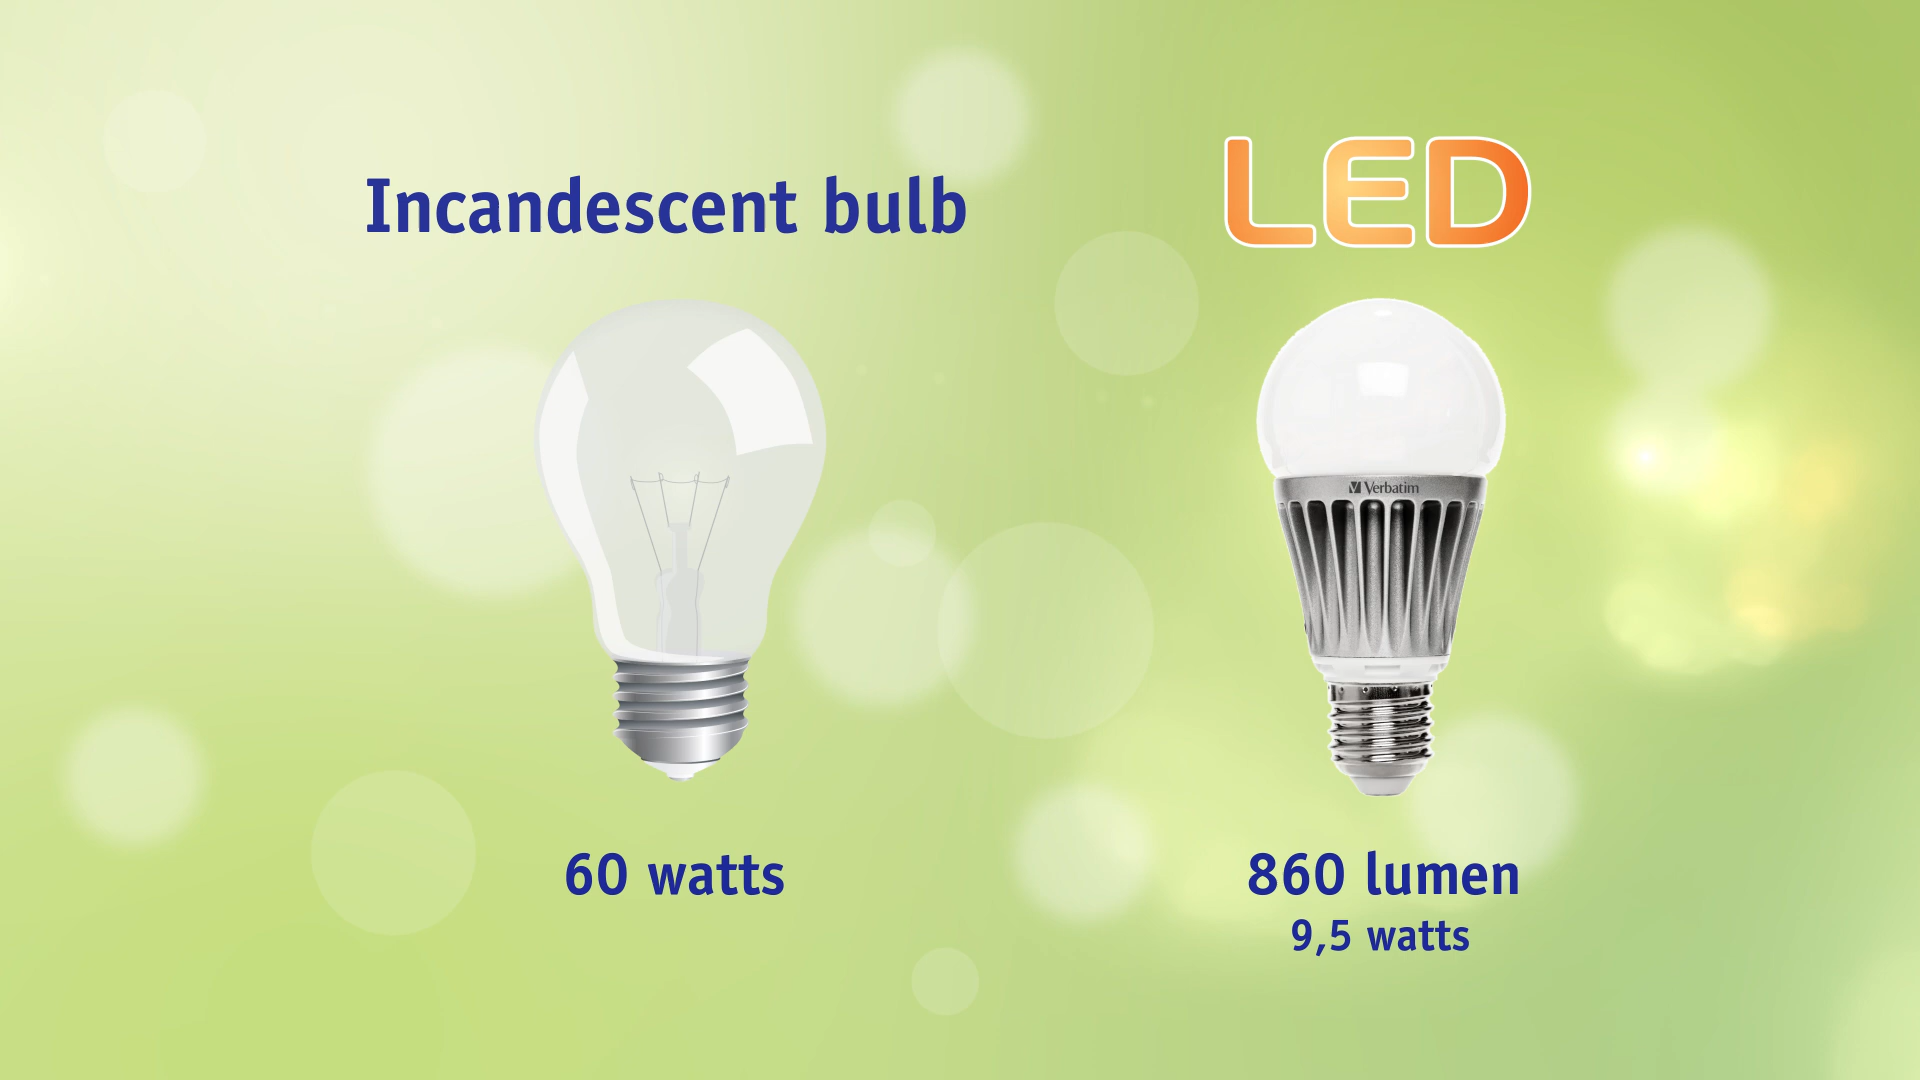 Incandescent bulb
LED
Verbatim
60 watts
860 lumen
9,5 watts